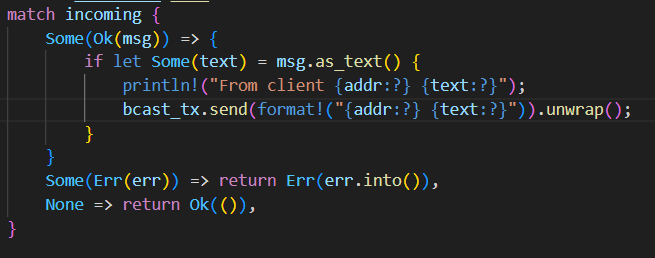 match incoming {
    Some(Ok(msg)) => {
        if let Some(text) = msg.as_text() {
            println!("From client {addr:?} {text:?}");
            bcast_tx.send(format!("{addr:?} {text:?}")).unwrap();
        }
    }
    Some(Err(err)) => return Err(err.into()),
    None => return Ok(()),
}